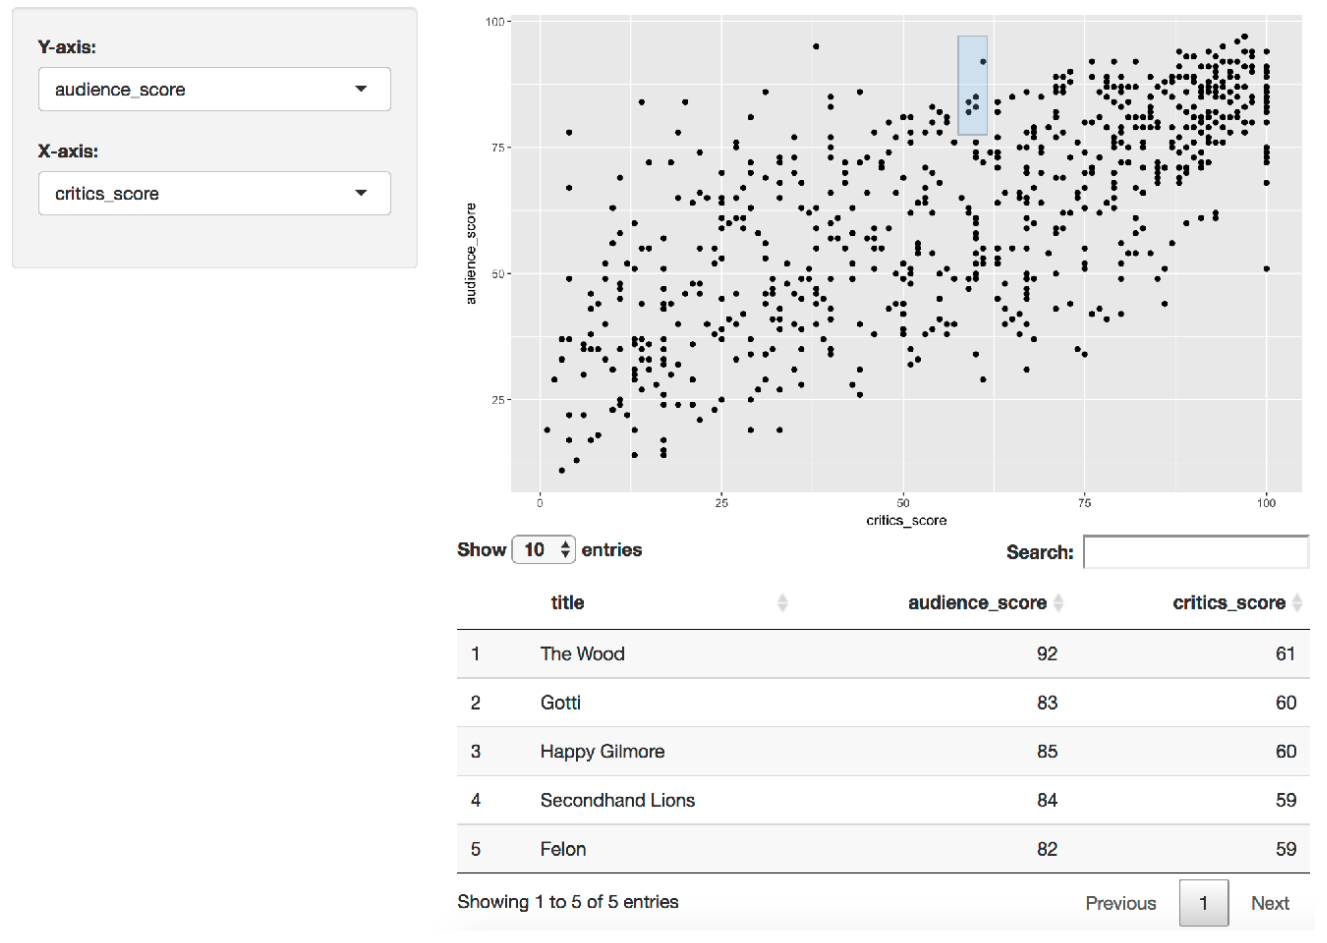 Y-axis:
audience_score
X-axis:
critics_score
100
75
50
25
audience_score
0 25 50 75 100
critics_score
Show 10 entries Search:
title audience_score critics_score
1 The Wood 92 61
2 Gotti 83 60
3 Happy Gilmore 85 60
4 Secondhand Lions 84 59
5 Felon 82 59
Showing 1 to 5 of 5 entries Previous 1 Next